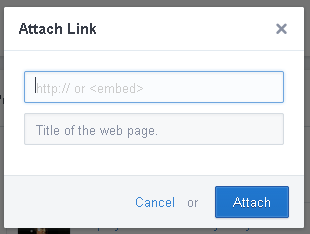 Attach Link
http:// or <embed>
Title of the web page.
Cancel or Attach